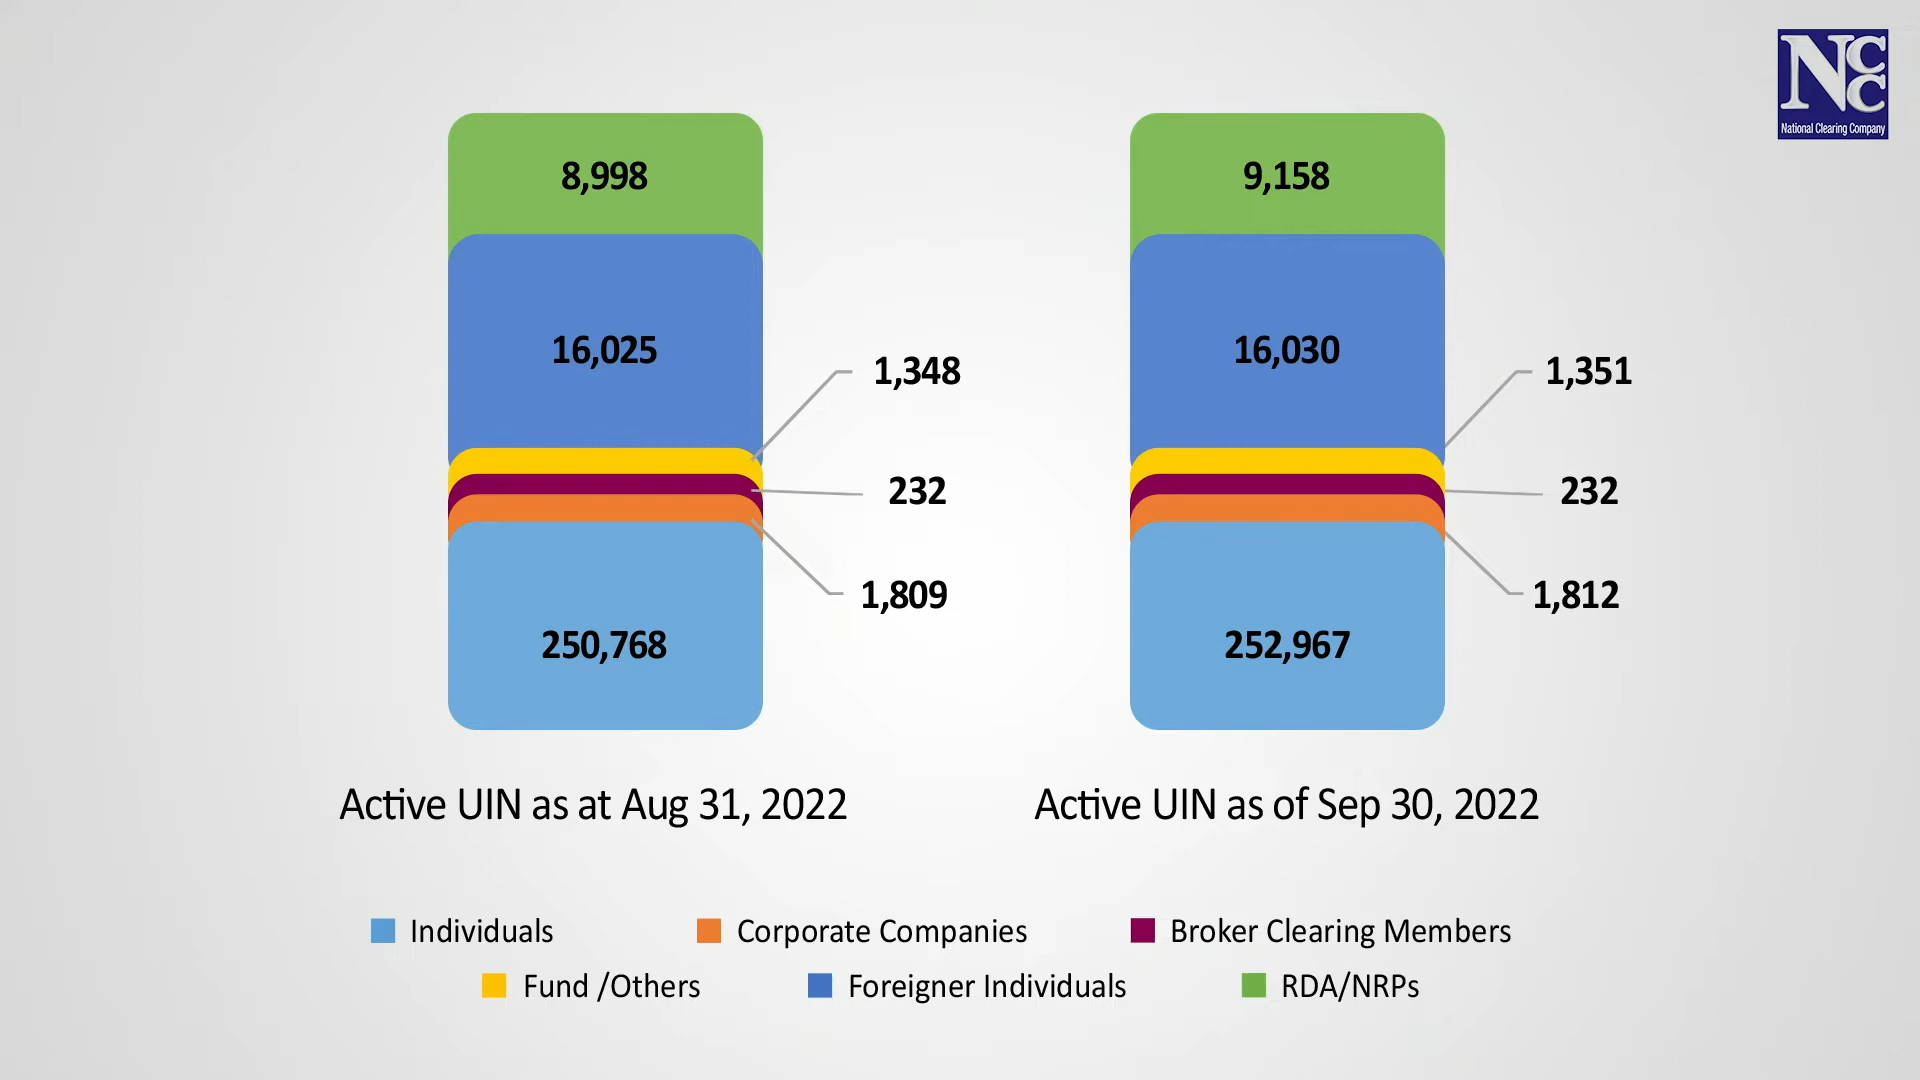 NCC
National Clearing Company
8,998
9,158
16,025
16,030
1,348
1,351
232
232
1,809
1,812
250,768
252,967
Active UIN as at Aug 31, 2022
Active UIN as of Sep 30, 2022
Individuals
Corporate Companies
Broker Clearing Members
Fund /Others
Foreigner Individuals
RDA/NRPs